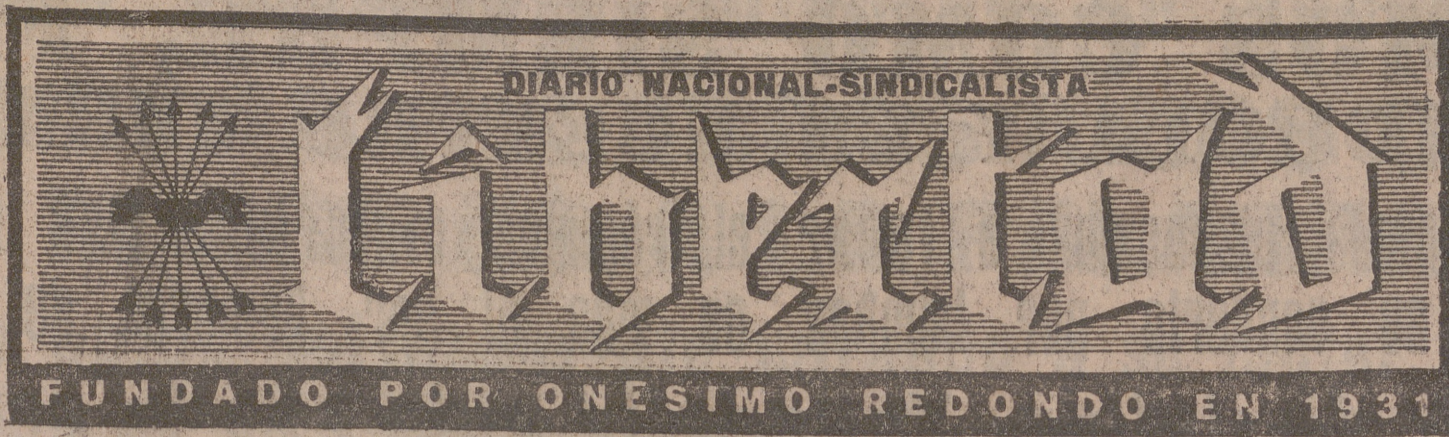 DIARIO NACIONAL-SINDICALISTA
Libertad
FUNDADO POR ONESIMO REDONDO EN 1931